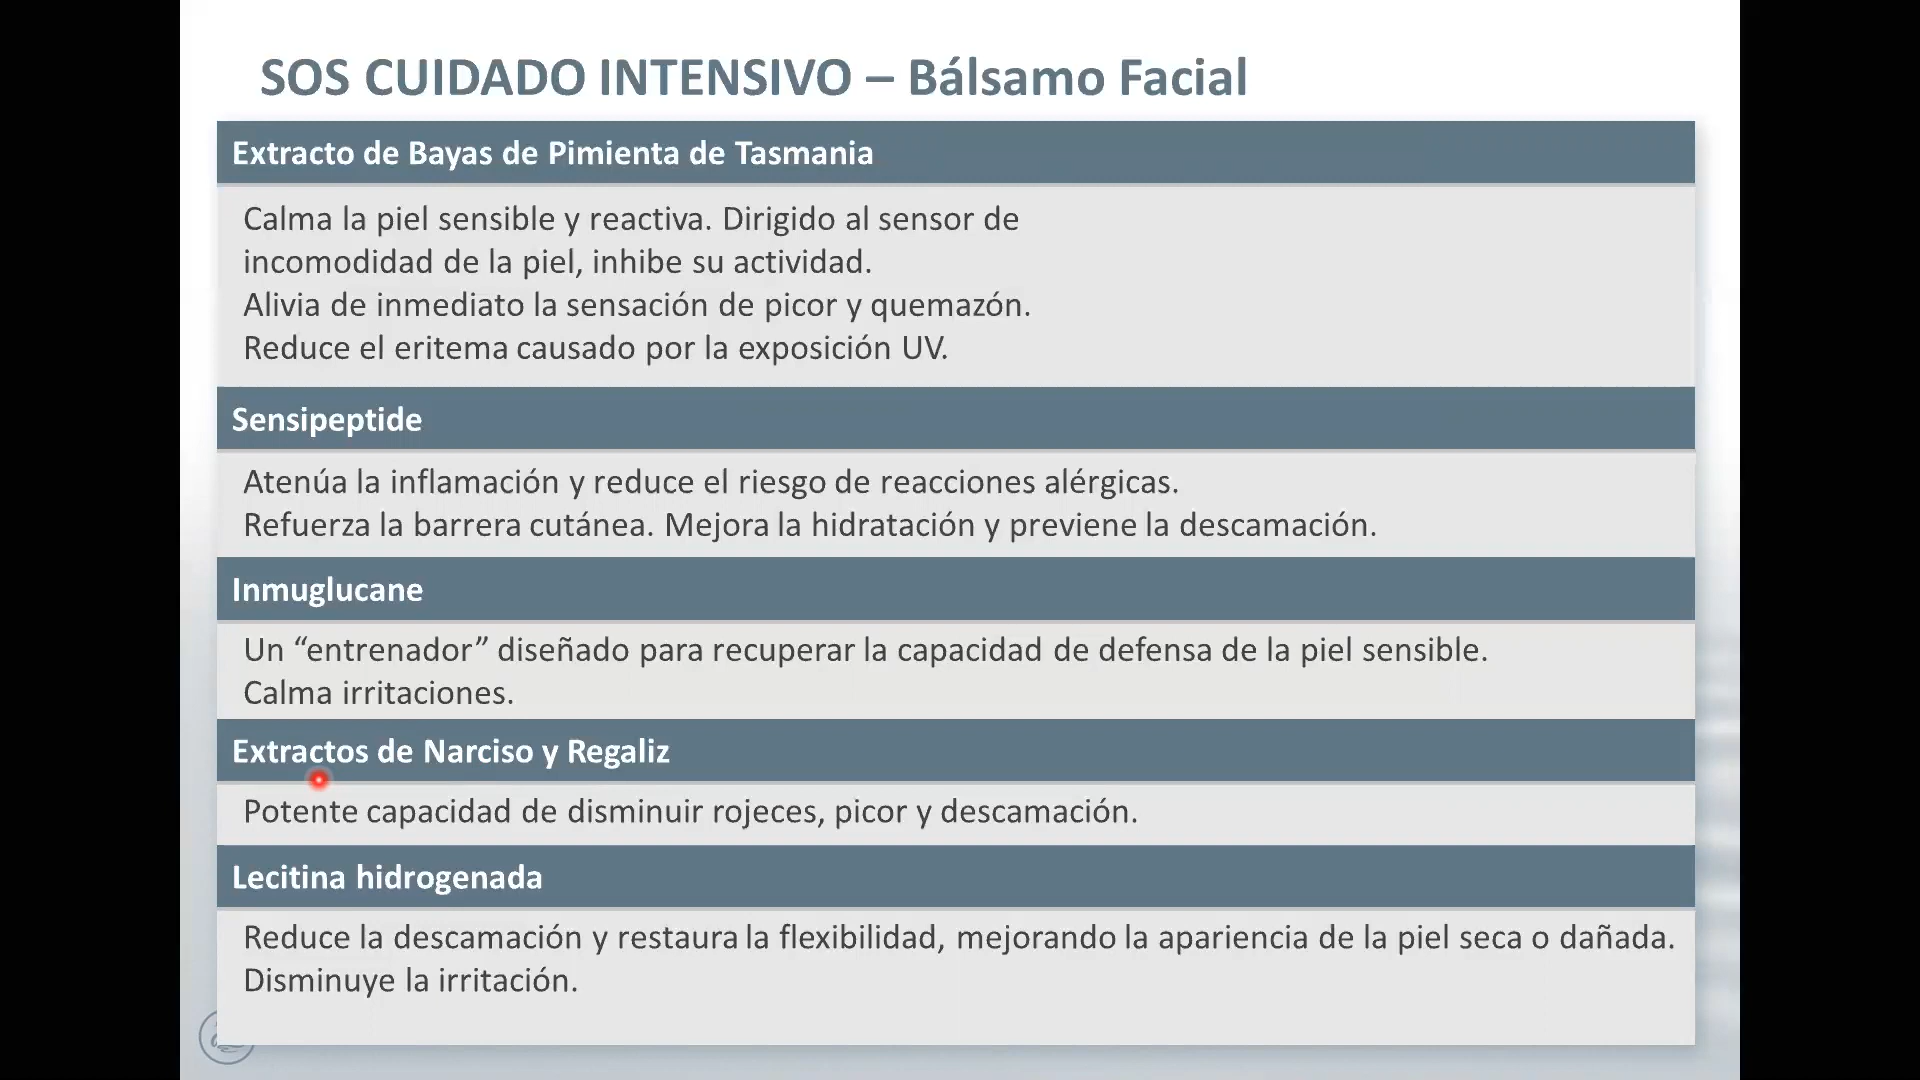 SOS CUIDADO INTENSIVO – Bálsamo Facial
Extracto de Bayas de Pimienta de Tasmania
Calma la piel sensible y reactiva. Dirigido al sensor de
incomodidad de la piel, inhibe su actividad.
Alivia de inmediato la sensación de picor y quemazón.
Reduce el eritema causado por la exposición UV.
Sensipeptide
Atenúa la inflamación y reduce el riesgo de reacciones alérgicas.
Refuerza la barrera cutánea. Mejora la hidratación y previene la descamación.
Inmuglucane
Un “entrenador” diseñado para recuperar la capacidad de defensa de la piel sensible.
Calma irritaciones.
Extractos de Narciso y Regaliz
Potente capacidad de disminuir rojeces, picor y descamación.
Lecitina hidrogenada
Reduce la descamación y restaura la flexibilidad, mejorando la apariencia de la piel seca o dañada.
Disminuye la irritación.